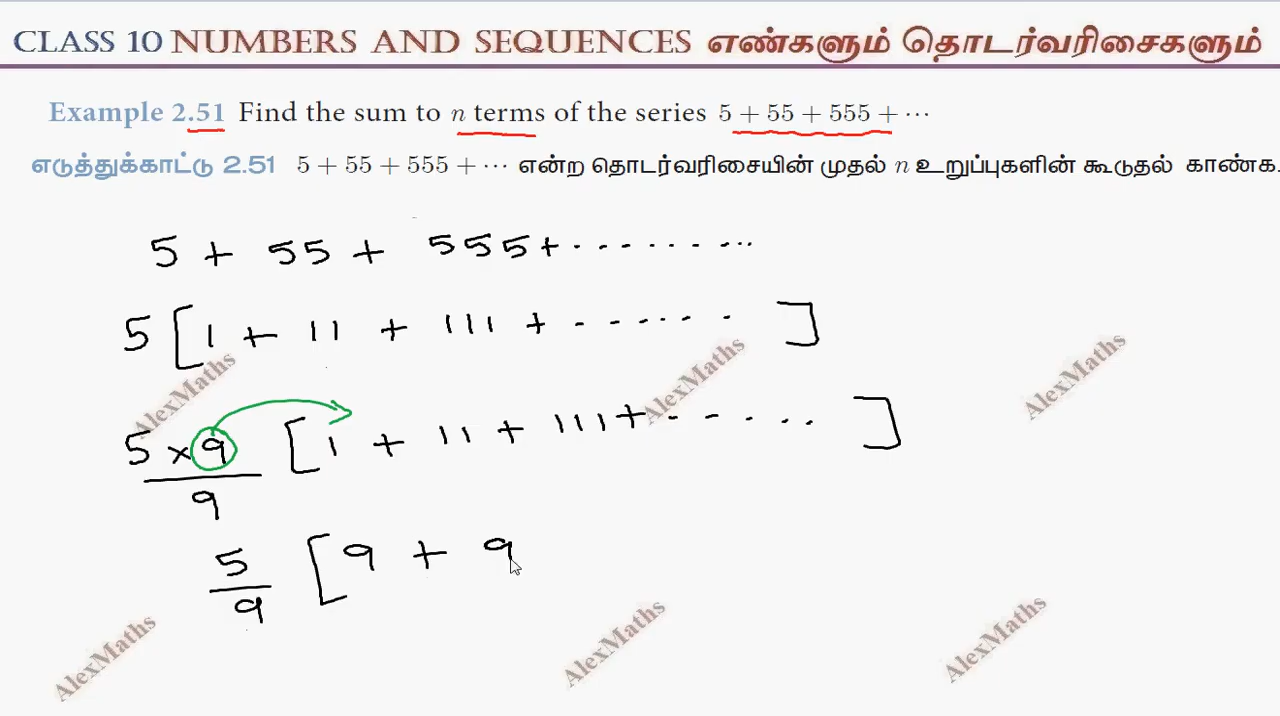 CLASS 10 NUMBERS AND SEQUENCES எண்களும் தொடர்வரிசைகளும்
Example 2.51 Find the sum to n terms of the series 5 + 55 + 555 + ⋯
எடுத்துக்காட்டு 2.51 5 + 55 + 555 + ⋯ என்ற தொடர்வரிசையின் முதல் n உறுப்புகளின் கூடுதல் காண்க.
5 + 55 + 555 + .........
5 [ 1 + 11 + 111 + ....... ]
AlexMaths AlexMaths AlexMaths
5 × 9 [ 1 + 11 + 111 + ..... ]
9
5 [ 9 + 9
9
AlexMaths AlexMaths AlexMaths